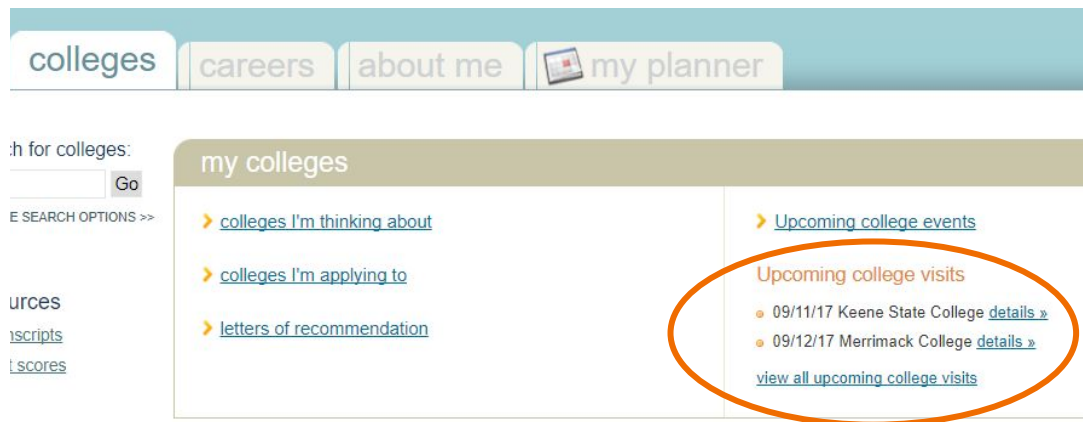 colleges
careers
about me
my planner
ch for colleges:
Go
E SEARCH OPTIONS >>
urces
nscripts
t scores
my colleges
colleges I'm thinking about
colleges I'm applying to
letters of recommendation
Upcoming college events
Upcoming college visits
09/11/17 Keene State College details »
09/12/17 Merrimack College details »
view all upcoming college visits